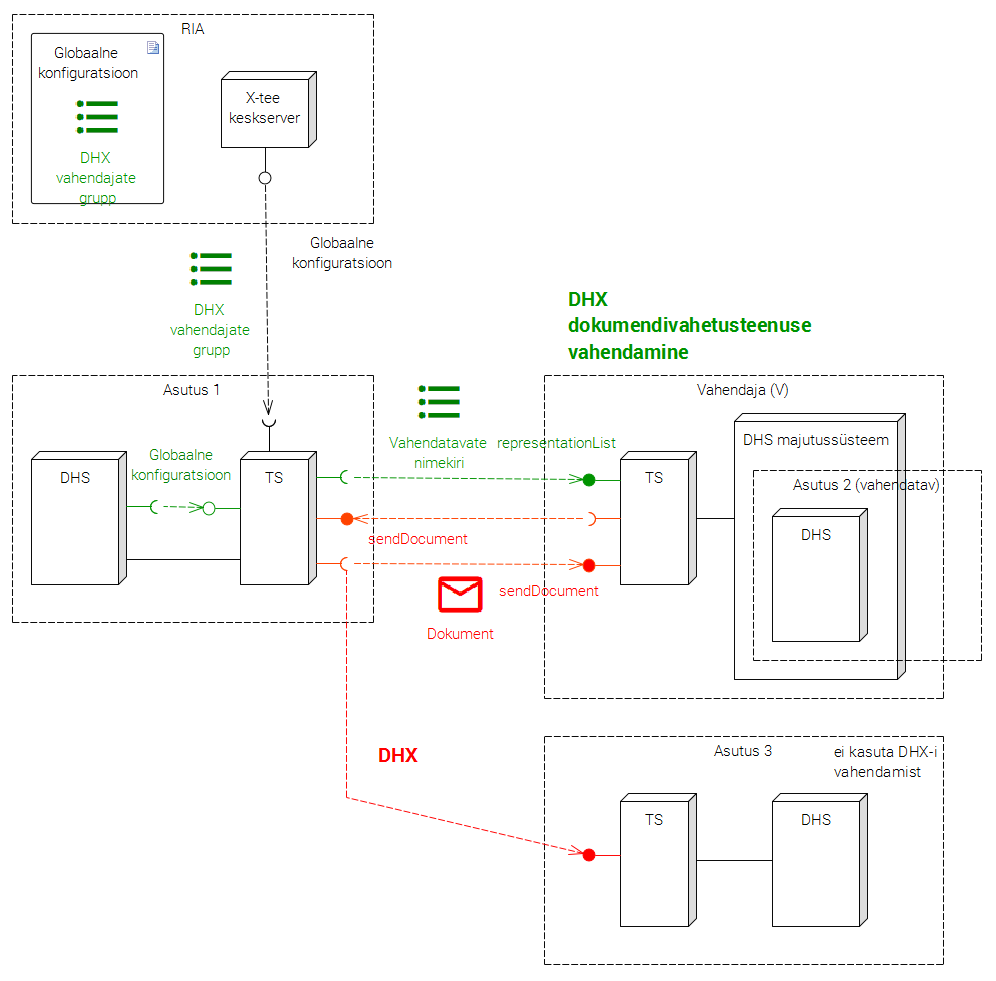 RIA
Globaalne
konfiguratsioon
DHX
vahendajate
grupp
X-tee
keskserver
Globaalne
konfiguratsioon
DHX
vahendajate
grupp
DHX
dokumendivahetusteenuse
vahendamine
Asutus 1
DHS
Globaalne
konfiguratsioon
TS
Vahendatavate
nimekiri
representationList
sendDocument
sendDocument
Dokument
Vahendaja (V)
TS
DHS majutussüsteem
Asutus 2 (vahendatav)
DHS
DHX
Asutus 3
ei kasuta DHX-i
vahendamist
TS
DHS